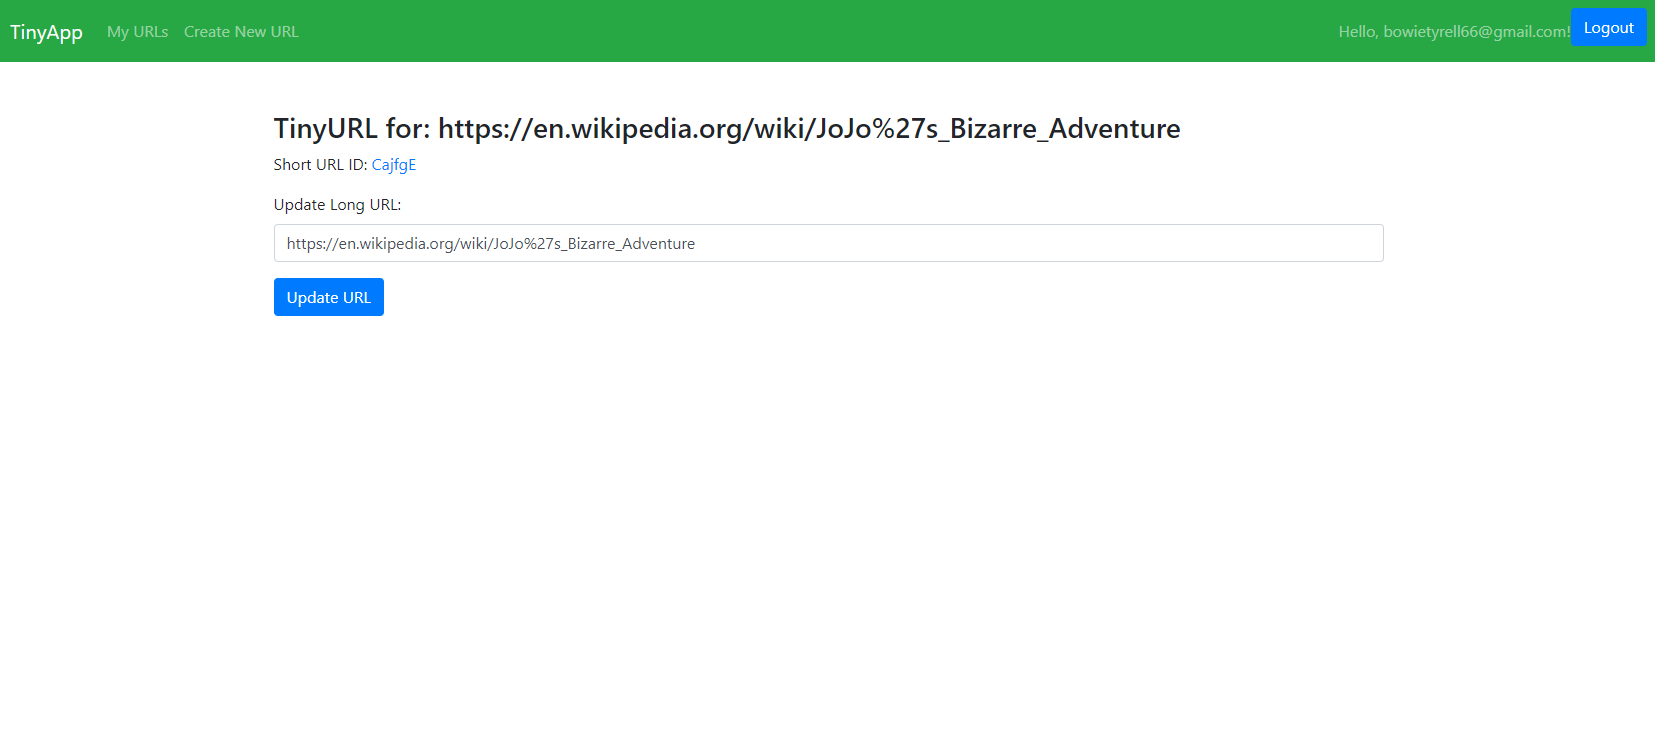 TinyApp My URLs Create New URL Hello, bowietyrell66@gmail.com! Logout
TinyURL for: https://en.wikipedia.org/wiki/JoJo%27s_Bizarre_Adventure
Short URL ID: CajfgE
Update Long URL:
https://en.wikipedia.org/wiki/JoJo%27s_Bizarre_Adventure
Update URL